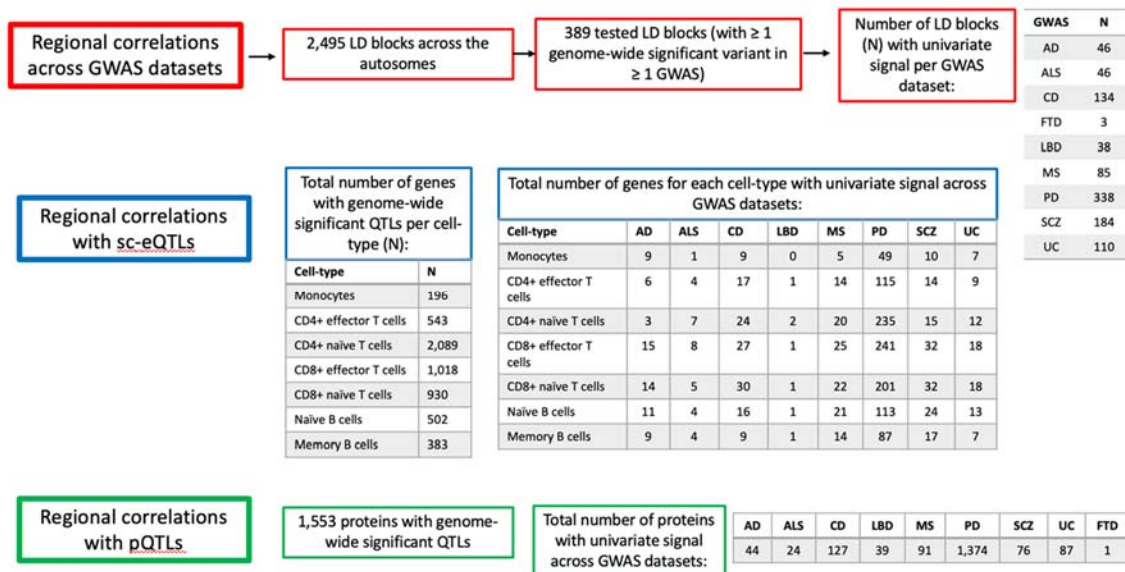 Regional correlations
across GWAS datasets
2,495 LD blocks across the
autosomes
389 tested LD blocks (with ≥ 1
genome-wide significant variant in
≥ 1 GWAS)
Number of LD blocks
(N) with univariate
signal per GWAS
dataset:
GWAS N
AD 46
ALS 46
CD 134
FTD 3
LBD 38
MS 85
PD 338
SCZ 184
UC 110
Regional correlations
with sc-eQTLs
Total number of genes
with genome-wide
significant QTLs per cell-
type (N):
Cell-type N
Monocytes 196
CD4+ effector T cells 543
CD4+ naïve T cells 2,089
CD8+ effector T cells 1,018
CD8+ naïve T cells 930
Naïve B cells 502
Memory B cells 383
Total number of genes for each cell-type with univariate signal across
GWAS datasets:
Cell-type AD ALS CD LBD MS PD SCZ UC
Monocytes 9 1 9 0 5 49 10 7
CD4+ effector T 6 4 17 1 14 115 14 9
cells
CD4+ naïve T cells 3 7 24 2 20 235 15 12
CD8+ effector T 15 8 27 1 25 241 32 18
cells
CD8+ naïve T cells 14 5 30 1 22 201 32 18
Naïve B cells 11 4 16 1 21 113 24 13
Memory B cells 9 4 9 1 14 87 17 7
Regional correlations
with pQTLs
1,553 proteins with genome-
wide significant QTLs
Total number of proteins
with univariate signal
across GWAS datasets:
AD ALS CD LBD MS PD SCZ UC FTD
44 24 127 39 91 1,374 76 87 1